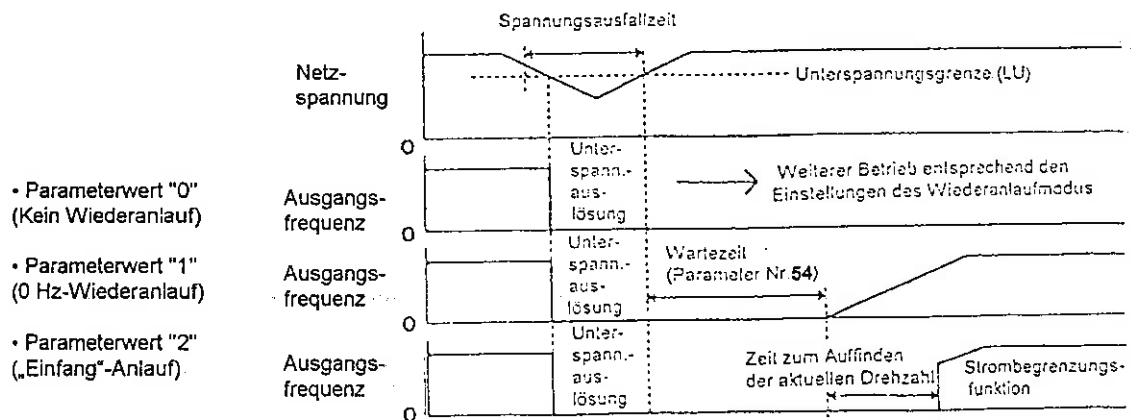 Spannungsausfallzeit
Netz-
spannung
Unterspannungsgrenze (LU)
0
• Parameterwert "0"
(Kein Wiederanlauf)
Ausgangs-
frequenz
0
Unter-
spann.-
aus-
lösung
Weiterer Betrieb entsprechend den
Einstellungen des Wiederanlaufmodus
• Parameterwert "1"
(0 Hz-Wiederanlauf)
Ausgangs-
frequenz
0
Unter-
spann.-
aus-
lösung
Wartezeit
(Parameter Nr.54)
• Parameterwert "2"
(„Einfang"-Anlauf)
Ausgangs-
frequenz
0
Unter-
spann.-
aus-
lösung
Zeit zum Auffinden
der aktuellen Drehzahl
Strombegrenzungs-
funktion